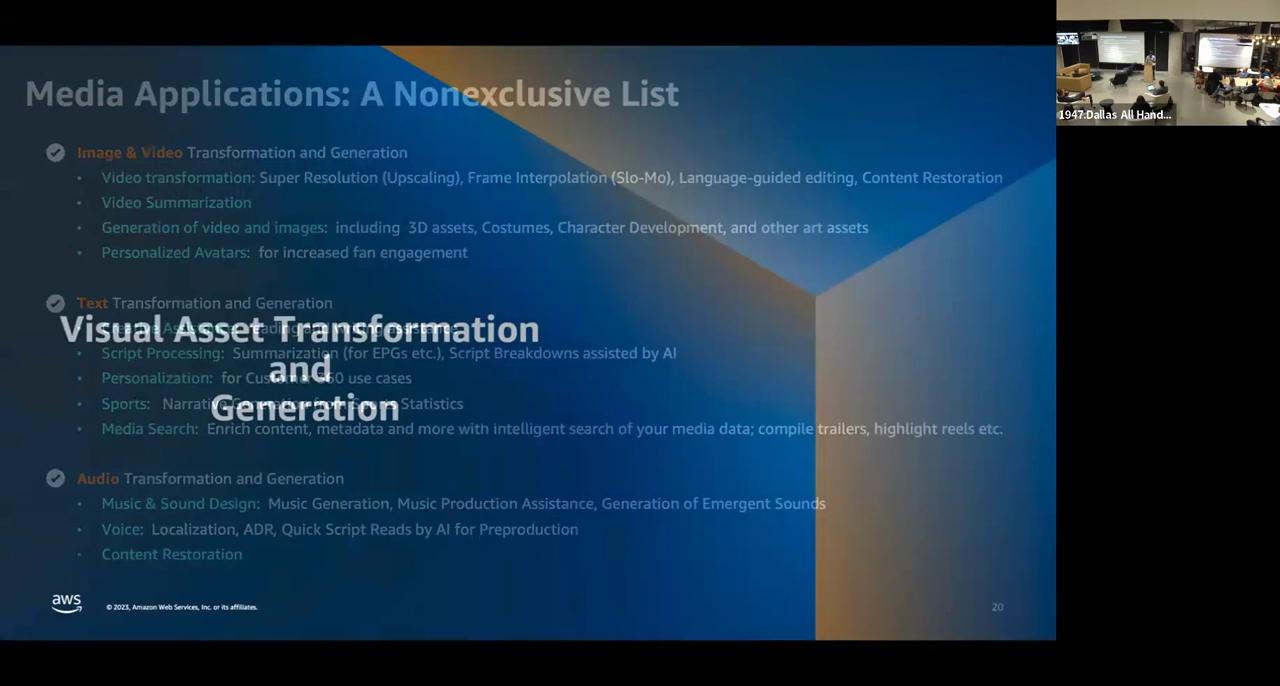 Media Applications: A Nonexclusive List
Image & Video Transformation and Generation
• Video transformation: Super Resolution (Upscaling), Frame Interpolation (Slo-Mo), Language-guided editing, Content Restoration
• Video Summarization
• Generation of video and images: including 3D assets, Costumes, Character Development, and other art assets
• Personalized Avatars: for increased fan engagement
Text Transformation and Generation
Visual Asset Transformation
and
Generation
• Script Processing: Summarization (for EPGs etc.), Script Breakdowns assisted by AI
• Personalization: for Customer 360 use cases
• Sports: Narrative Generation from Sports Statistics
• Media Search: Enrich content, metadata and more with intelligent search of your media data; compile trailers, highlight reels etc.
Audio Transformation and Generation
• Music & Sound Design: Music Generation, Music Production Assistance, Generation of Emergent Sounds
• Voice: Localization, ADR, Quick Script Reads by AI for Preproduction
• Content Restoration
aws
© 2023, Amazon Web Services, Inc. or its affiliates.
20
1947:Dallas All Hand...